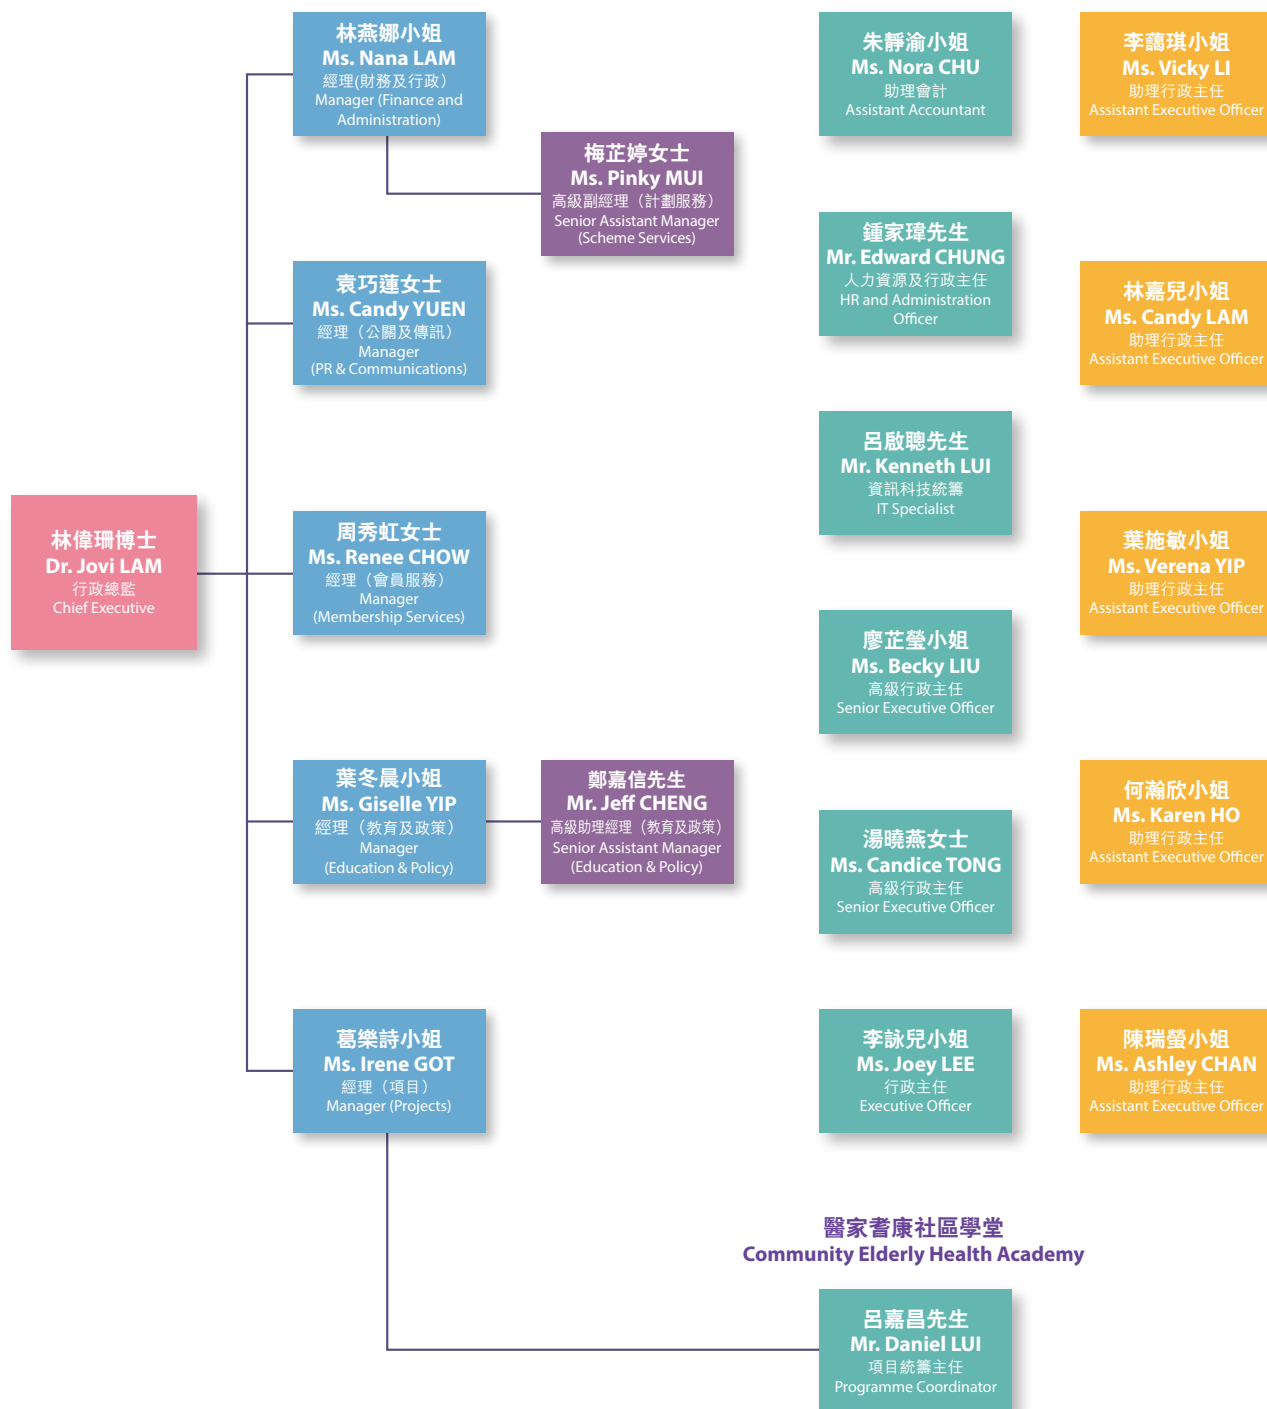 林燕娜小姐
Ms. Nana LAM
經理(財務及行政)
Manager (Finance and
Administration)
梅芷婷女士
Ms. Pinky MUI
高級副經理（計劃服務）
Senior Assistant Manager
(Scheme Services)
袁巧蓮女士
Ms. Candy YUEN
經理（公關及傳訊）
Manager
(PR & Communications)
林偉珊博士
Dr. Jovi LAM
行政總監
Chief Executive
周秀虹女士
Ms. Renee CHOW
經理（會員服務）
Manager
(Membership Services)
葉冬晨小姐
Ms. Giselle YIP
經理（教育及政策）
Manager
(Education & Policy)
鄭嘉信先生
Mr. Jeff CHENG
高級助理經理（教育及政策）
Senior Assistant Manager
(Education & Policy)
葛樂詩小姐
Ms. Irene GOT
經理（項目）
Manager (Projects)
朱靜渝小姐
Ms. Nora CHU
助理會計
Assistant Accountant
鍾家瑋先生
Mr. Edward CHUNG
人力資源及行政主任
HR and Administration
Officer
呂啟聰先生
Mr. Kenneth LUI
資訊科技統籌
IT Specialist
廖芷瑩小姐
Ms. Becky LIU
高級行政主任
Senior Executive Officer
湯曉燕女士
Ms. Candice TONG
高級行政主任
Senior Executive Officer
李詠兒小姐
Ms. Joey LEE
行政主任
Executive Officer
李藹琪小姐
Ms. Vicky LI
助理行政主任
Assistant Executive Officer
林嘉兒小姐
Ms. Candy LAM
助理行政主任
Assistant Executive Officer
葉施敏小姐
Ms. Verena YIP
助理行政主任
Assistant Executive Officer
何瀚欣小姐
Ms. Karen HO
助理行政主任
Assistant Executive Officer
陳瑞螢小姐
Ms. Ashley CHAN
助理行政主任
Assistant Executive Officer
醫家耆康社區學堂
Community Elderly Health Academy
呂嘉昌先生
Mr. Daniel LUI
項目統籌主任
Programme Coordinator